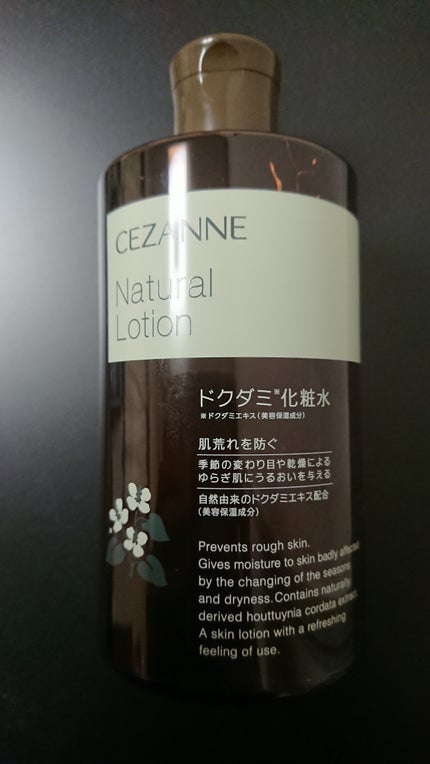 CEZANNE
Natural
Lotion
ドクダミ※化粧水
※ドクダミエキス(美容保湿成分)
肌荒れを防ぐ
季節の変わり目や乾燥による
ゆらぎ肌にうるおいを与える
自然由来のドクダミエキス配合
(美容保湿成分)
Prevents rough skin.
Gives moisture to skin badly affected
by the changing of the seasons
and dryness. Contains naturally
derived houttuynia cordata extract.
A skin lotion with a refreshing
feeling of use.